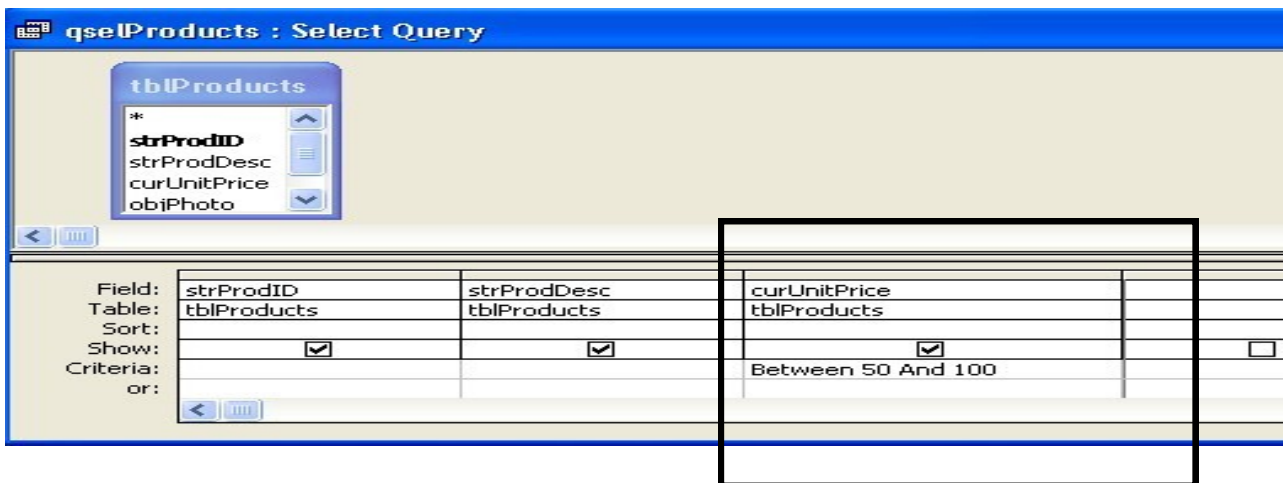 qselProducts : Select Query
tblProducts
*
strProdID
strProdDesc
curUnitPrice
objPhoto
Field: strProdID strProdDesc curUnitPrice
Table: tblProducts tblProducts tblProducts
Sort:
Show:
Criteria: Between 50 And 100
or: